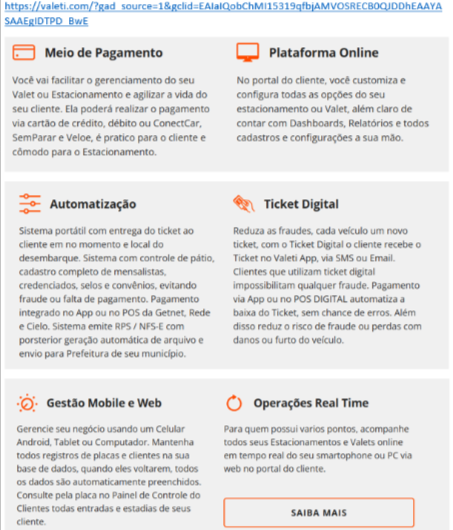 https://valeti.com/?gad_source=1&gclid=EAIaIQobChMI15319qfbjAMVOSRECB0QJDDhEAAYA
SAAEgIDTPD_BwE
Meio de Pagamento
Você vai facilitar o gerenciamento do seu
Valet ou Estacionamento e agilizar a vida do
seu cliente. Ela poderá realizar o pagamento
via cartão de crédito, débito ou ConectCar,
SemParar e Veloe, é pratico para o cliente e
cômodo para o Estacionamento.
Plataforma Online
No portal do cliente, você customiza e
configura todas as opções do seu
estacionamento ou Valet, além claro de
contar com Dashboards, Relatórios e todos
cadastros e configurações a sua mão.
Automatização
Sistema portátil com entrega do ticket ao
cliente em no momento e local do
desembarque. Sistema com controle de pátio,
cadastro completo de mensalistas,
credenciados, selos e convênios, evitando
fraude ou falta de pagamento. Pagamento
integrado no App ou no POS da Getnet, Rede
e Cielo. Sistema emite RPS / NFS-E com
porsterior geração automática de arquivo e
envio para Prefeitura de seu município.
Ticket Digital
Reduza as fraudes, cada veículo um novo
ticket, com o Ticket Digital o cliente recebe o
Ticket no Valeti App, via SMS ou Email.
Clientes que utilizam ticket digital
impossibilitam qualquer fraude. Pagamento
via App ou no POS DIGITAL automatiza a
baixa do Ticket, sem chance de erros. Além
disso reduz o risco de fraude ou perdas com
danos ou furto do veículo.
Gestão Mobile e Web
Gerencie seu negócio usando um Celular
Android, Tablet ou Computador. Mantenha
todos registros de placas e clientes na sua
base de dados, quando eles voltarem, todos
os dados são automaticamente preenchidos.
Consulte pela placa no Painel de Controle do
Clientes todas entradas e estadias de seus
cliente.
Operações Real Time
Para quem possui varios pontos, acompanhe
todos seus Estacionamentos e Valets online
em tempo real do seu smartphone ou PC via
web no portal do cliente.
SAIBA MAIS